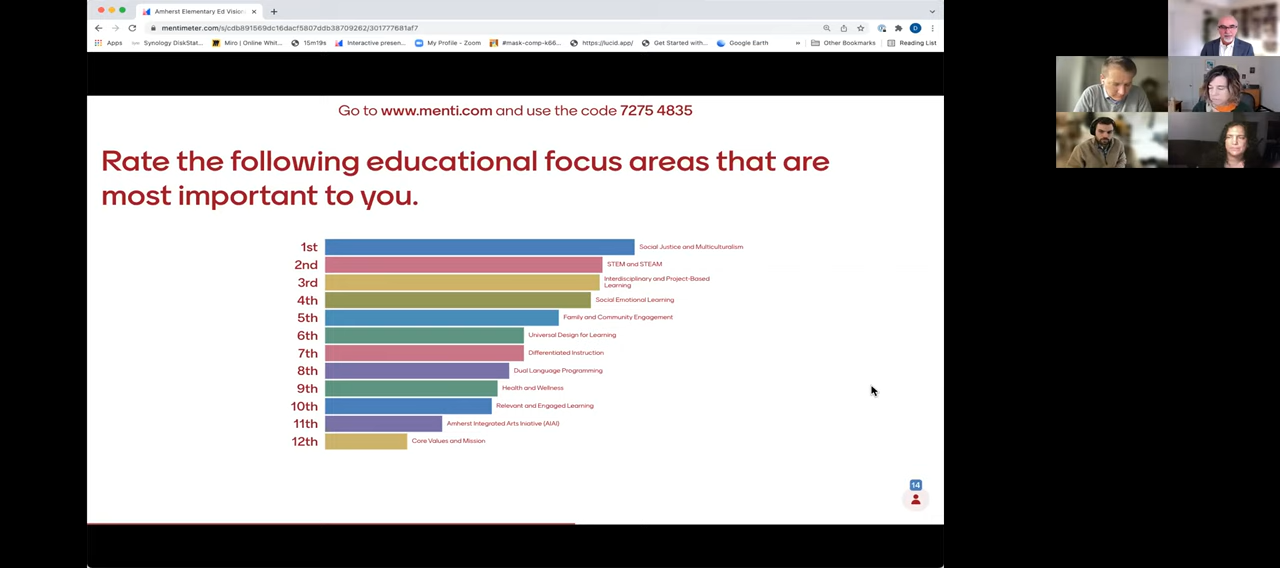 Amherst Elementary Ed Vision
mentimeter.com/s/cdb891569dc16dacf5807ddb38709262/301777681af7
Apps
Synology DiskStat...
Miro | Online Whit...
15m19s
Interactive presen...
My Profile - Zoom
#mask-comp-k66...
https://lucid.app/
Get Started with...
Google Earth
»
Other Bookmarks
Reading List
Go to www.menti.com and use the code 7275 4835
Rate the following educational focus areas that are
most important to you.
1st Social Justice and Multiculturalism
2nd STEM and STEAM
3rd Interdisciplinary and Project-Based
Learning
4th Social Emotional Learning
5th Family and Community Engagement
6th Universal Design for Learning
7th Differentiated Instruction
8th Dual Language Programming
9th Health and Wellness
10th Relevant and Engaged Learning
11th Amherst Integrated Arts Iniative (AIAI)
12th Core Values and Mission
14